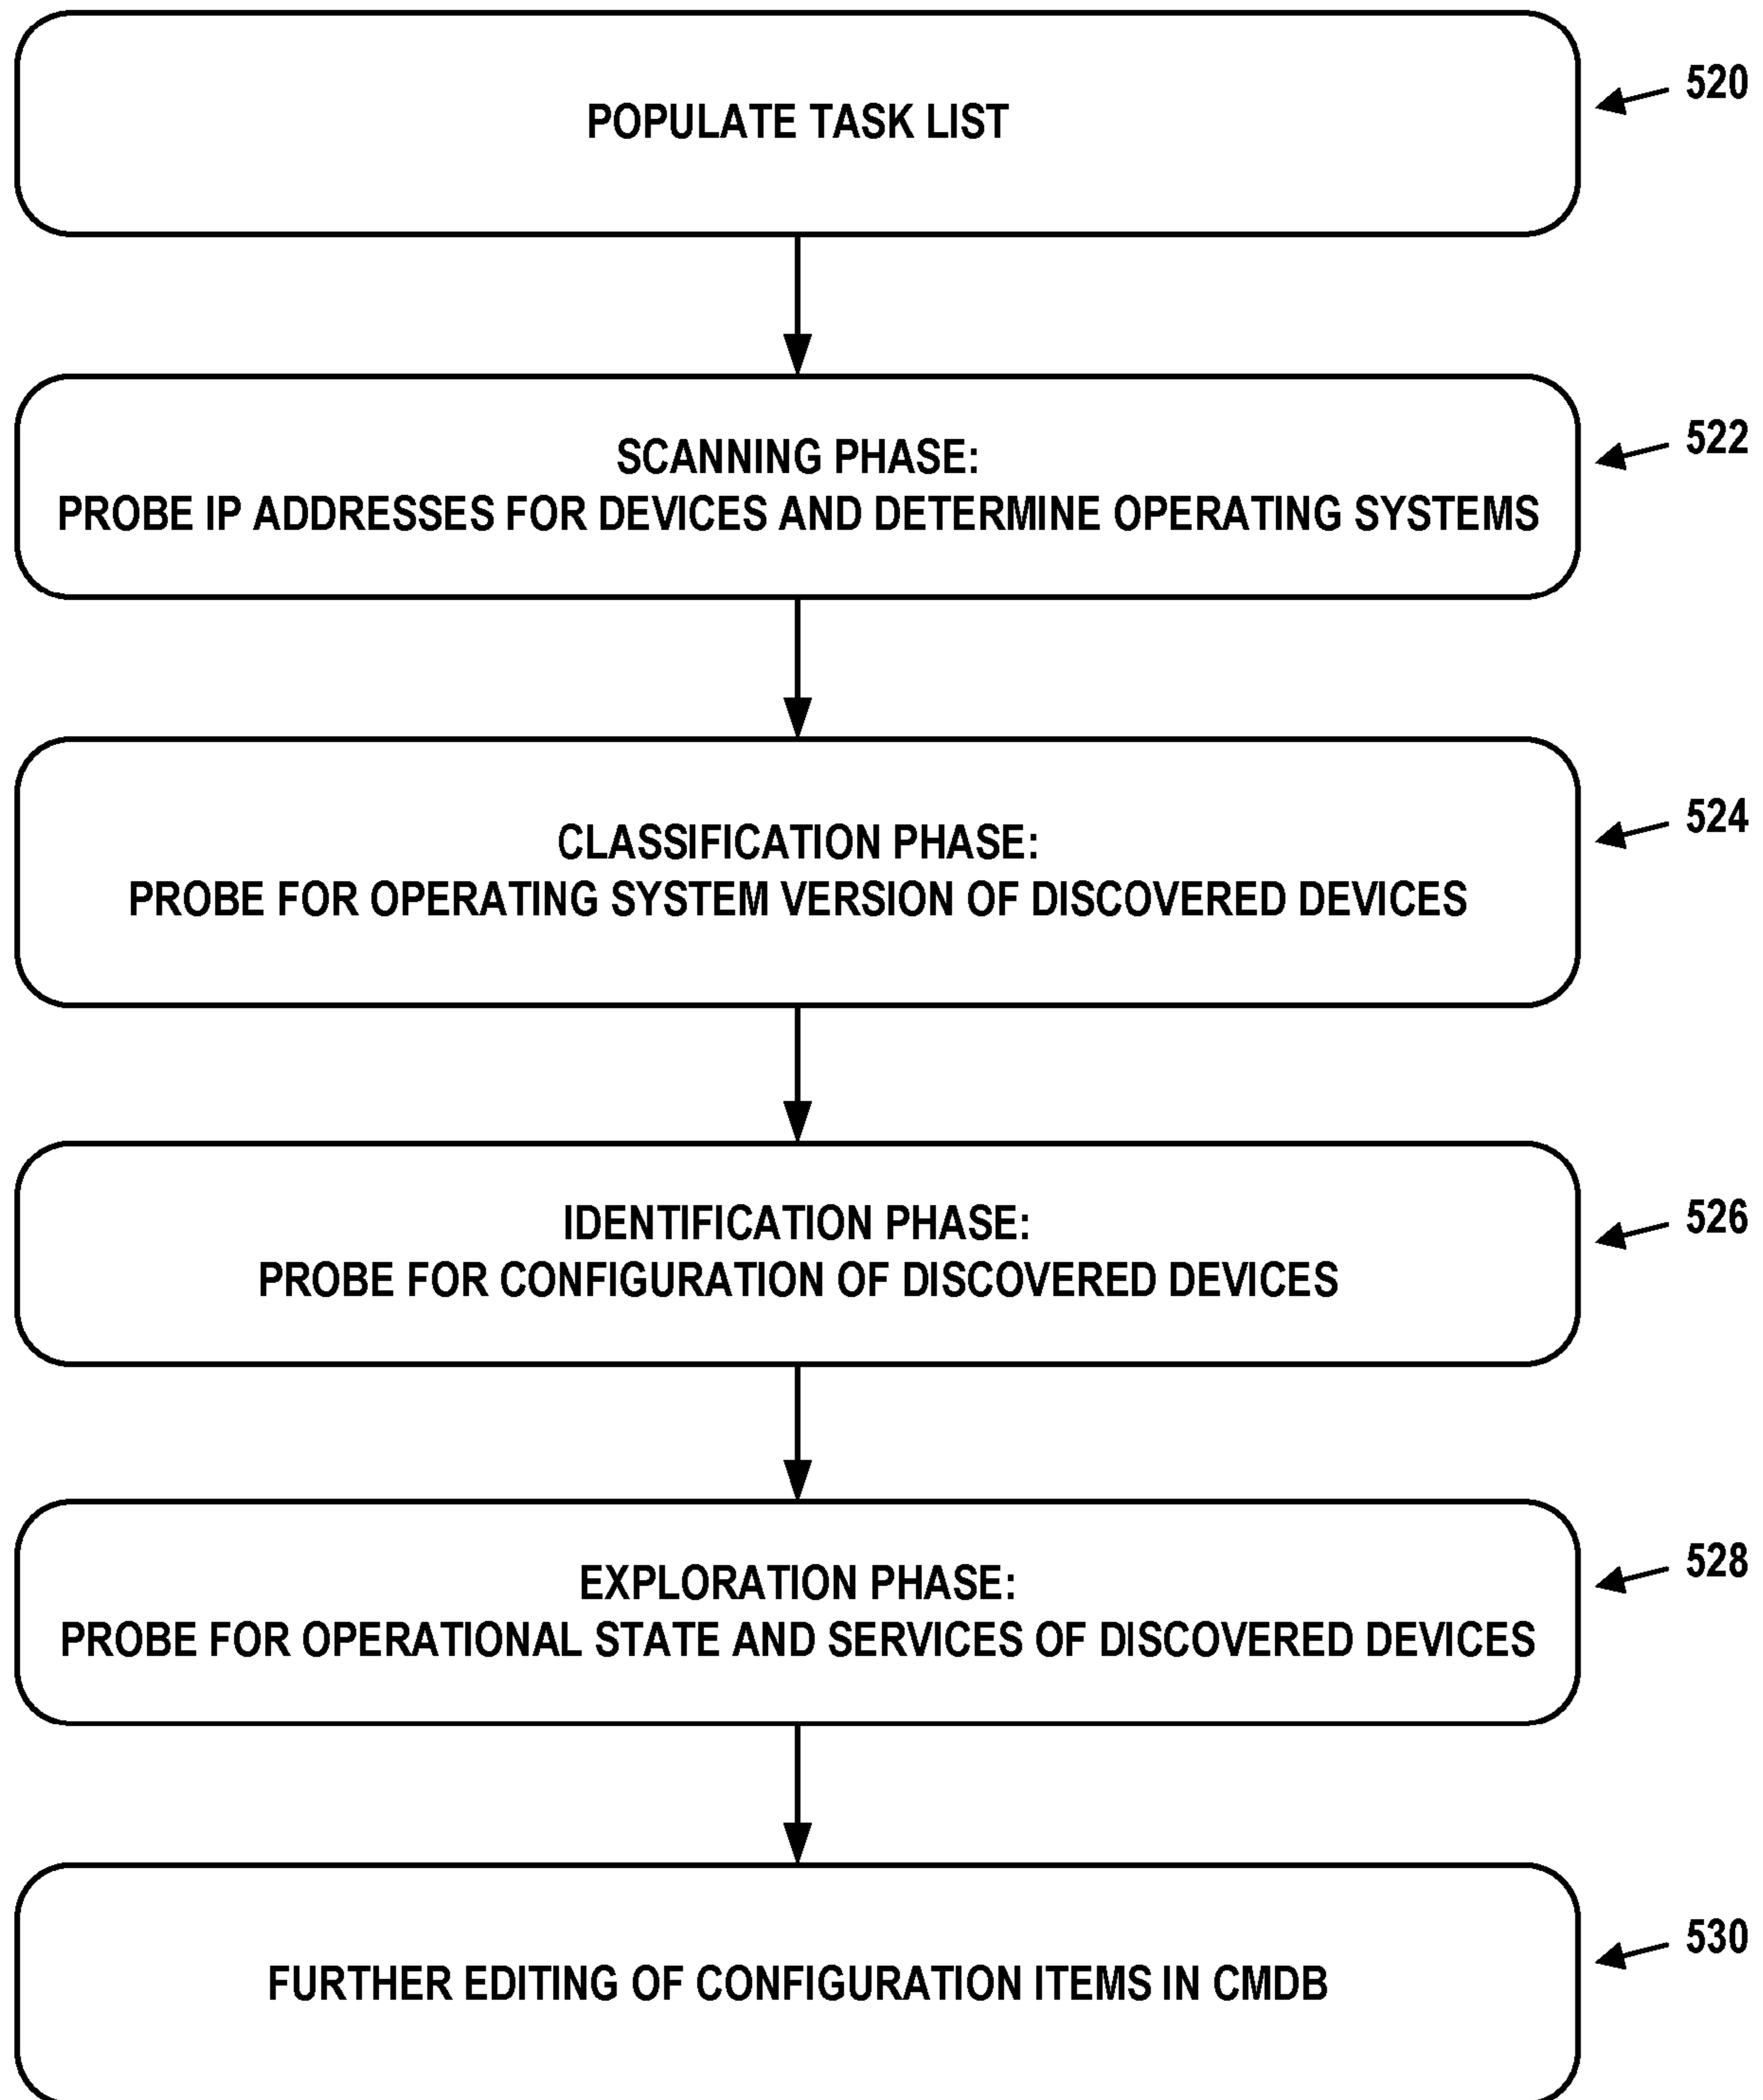 POPULATE TASK LIST
520
SCANNING PHASE:
PROBE IP ADDRESSES FOR DEVICES AND DETERMINE OPERATING SYSTEMS
522
CLASSIFICATION PHASE:
PROBE FOR OPERATING SYSTEM VERSION OF DISCOVERED DEVICES
524
IDENTIFICATION PHASE:
PROBE FOR CONFIGURATION OF DISCOVERED DEVICES
526
EXPLORATION PHASE:
PROBE FOR OPERATIONAL STATE AND SERVICES OF DISCOVERED DEVICES
528
FURTHER EDITING OF CONFIGURATION ITEMS IN CMDB
530